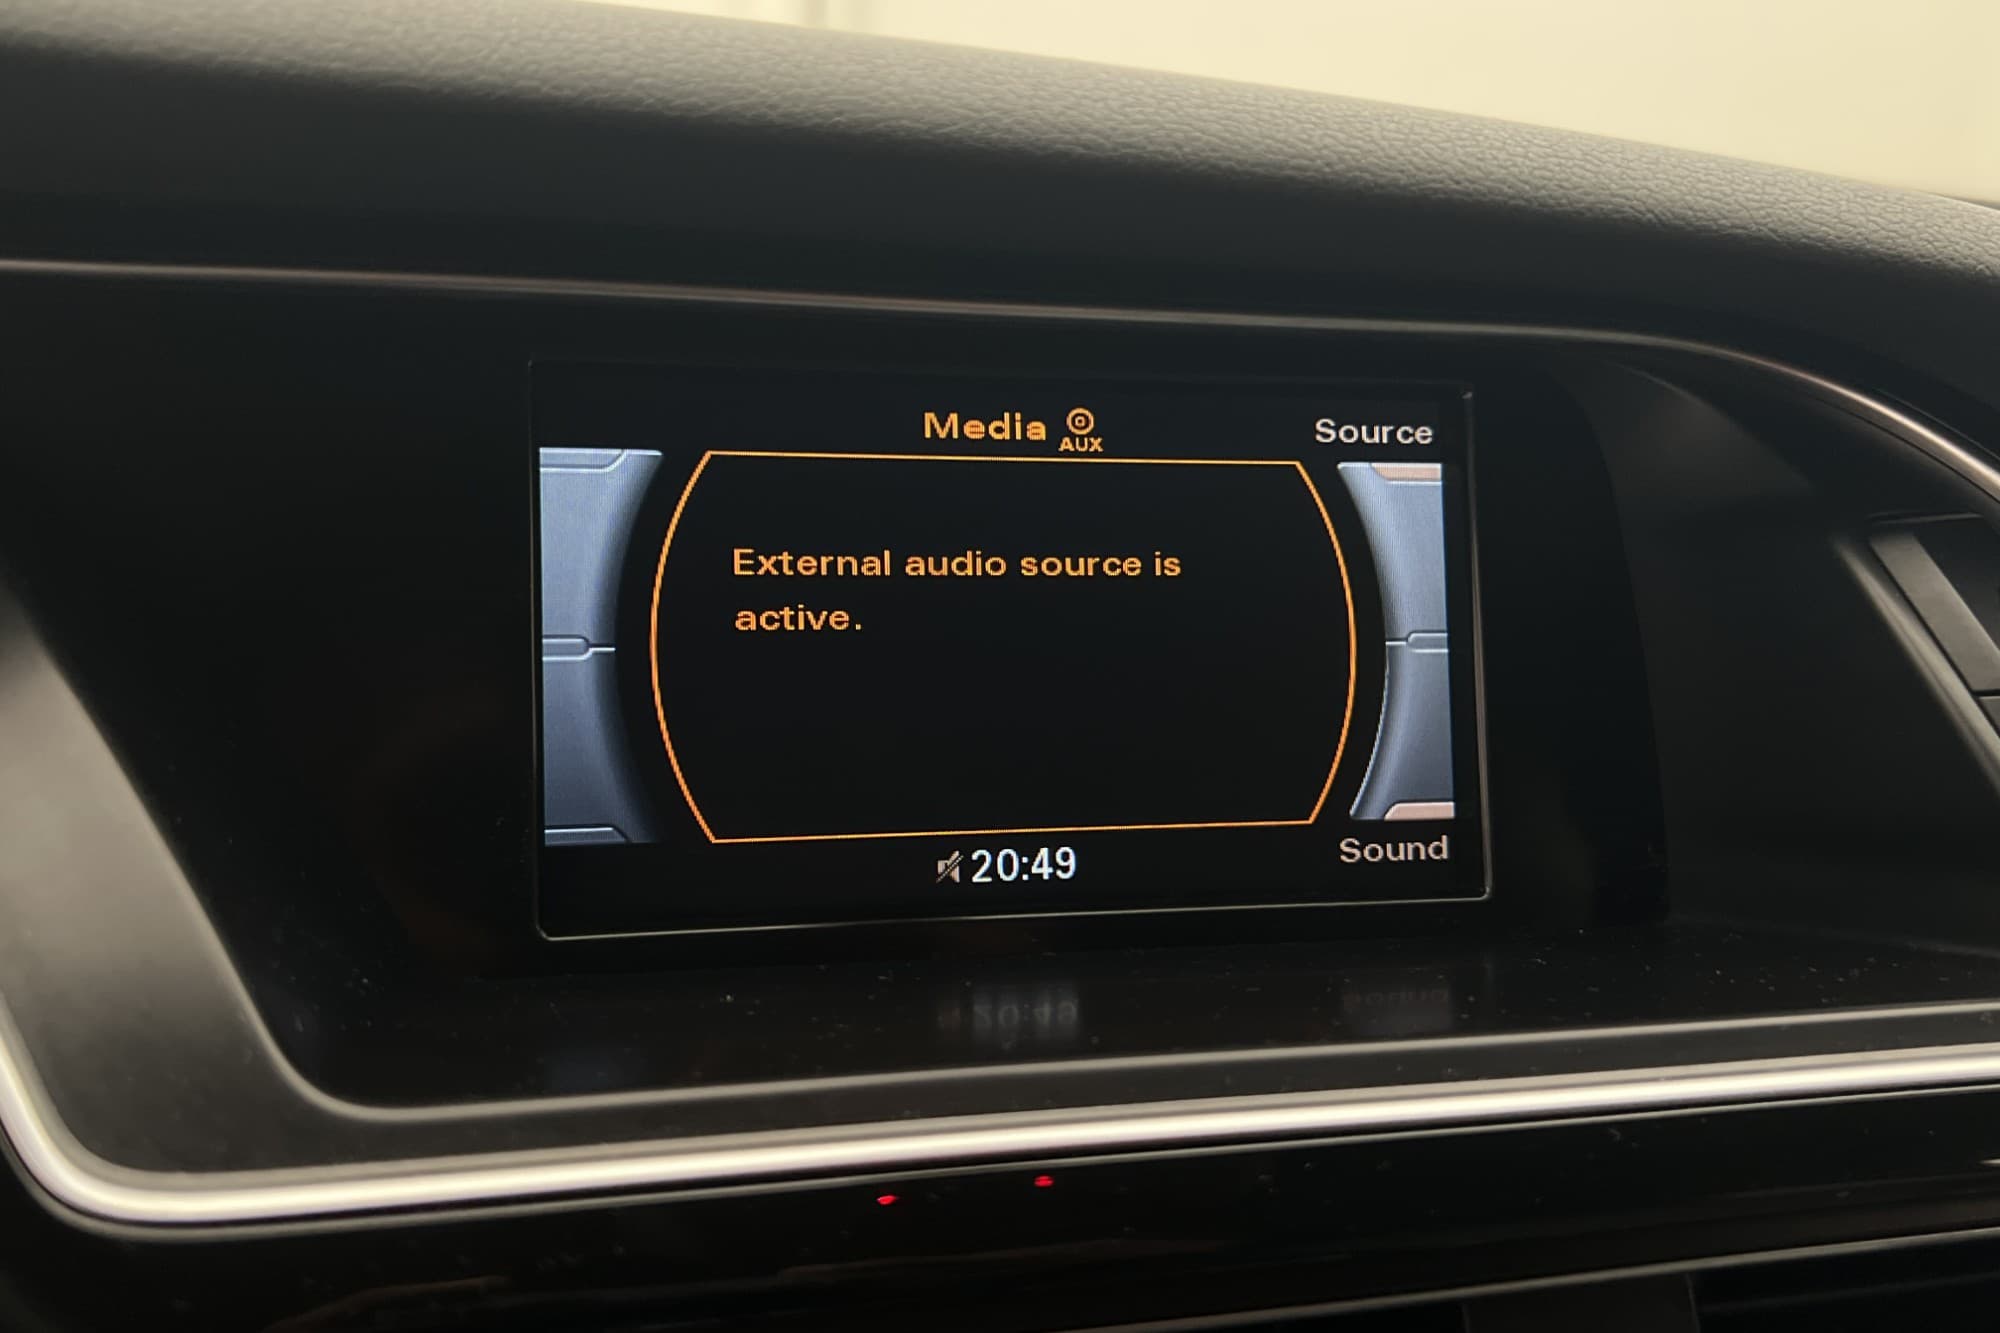 Media AUX
Source
External audio source is
active.
20:49
Sound